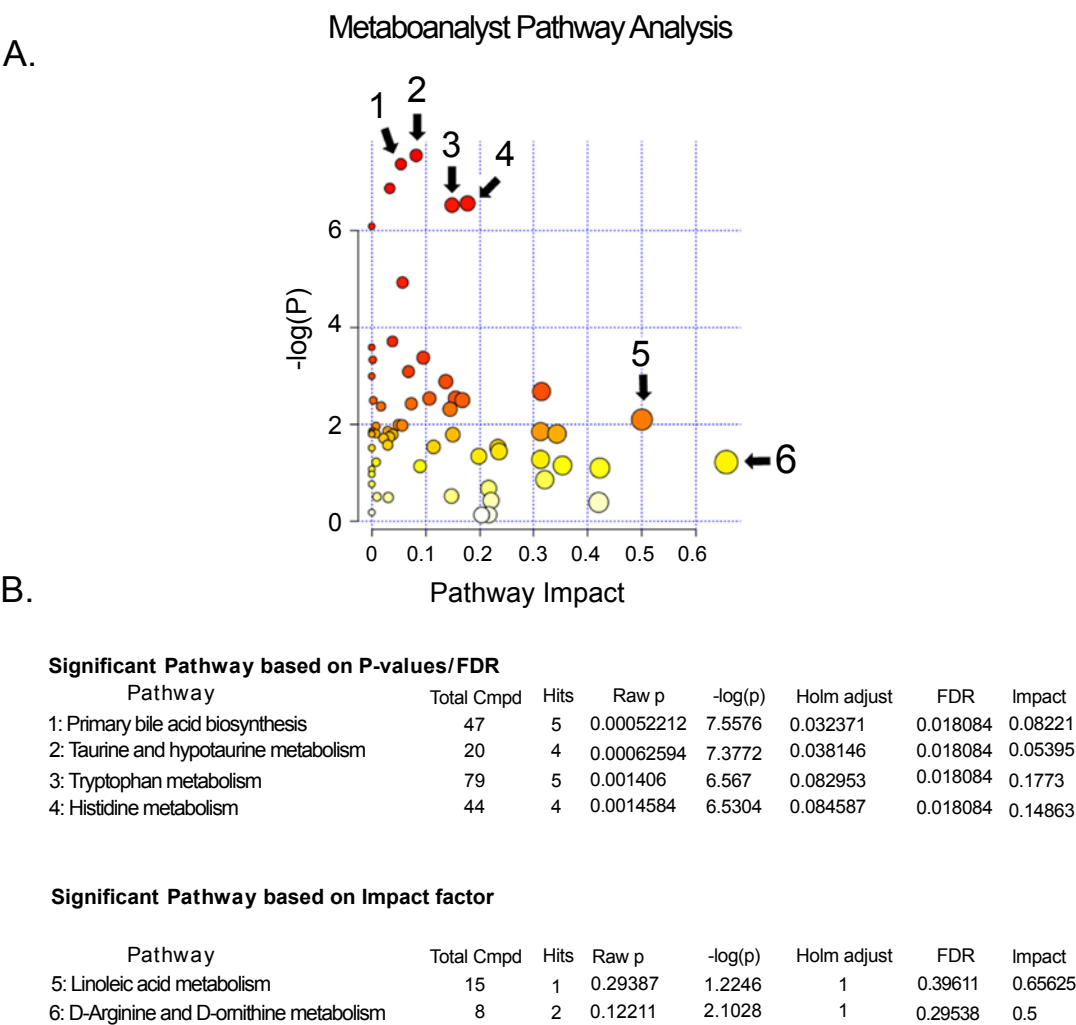 Metaboanalyst Pathway Analysis
A.
1
2
3
4
6
4
5
2
6
0
-log(P)
0 0.1 0.2 0.3 0.4 0.5 0.6
Pathway Impact
B.
Significant Pathway based on P-values/FDR
Pathway Total Cmpd Hits Raw p -log(p) Holm adjust FDR Impact
1: Primary bile acid biosynthesis 47 5 0.00052212 7.5576 0.032371 0.018084 0.08221
2: Taurine and hypotaurine metabolism 20 4 0.00062594 7.3772 0.038146 0.018084 0.05395
3: Tryptophan metabolism 79 5 0.001406 6.567 0.082953 0.018084 0.1773
4: Histidine metabolism 44 4 0.0014584 6.5304 0.084587 0.018084 0.14863
Significant Pathway based on Impact factor
Pathway Total Cmpd Hits Raw p -log(p) Holm adjust FDR Impact
5: Linoleic acid metabolism 15 1 0.29387 1.2246 1 0.39611 0.65625
6: D-Arginine and D-ornithine metabolism 8 2 0.12211 2.1028 1 0.29538 0.5